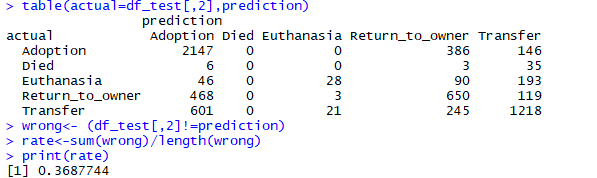 > table(actual=df_test[,2],prediction)
prediction
actual Adoption Died Euthanasia Return_to_owner Transfer
Adoption 2147 0 0 386 146
Died 6 0 0 3 35
Euthanasia 46 0 28 90 193
Return_to_owner 468 0 3 650 119
Transfer 601 0 21 245 1218
> wrong<- (df_test[,2]!=prediction)
> rate<-sum(wrong)/length(wrong)
> print(rate)
[1] 0.3687744